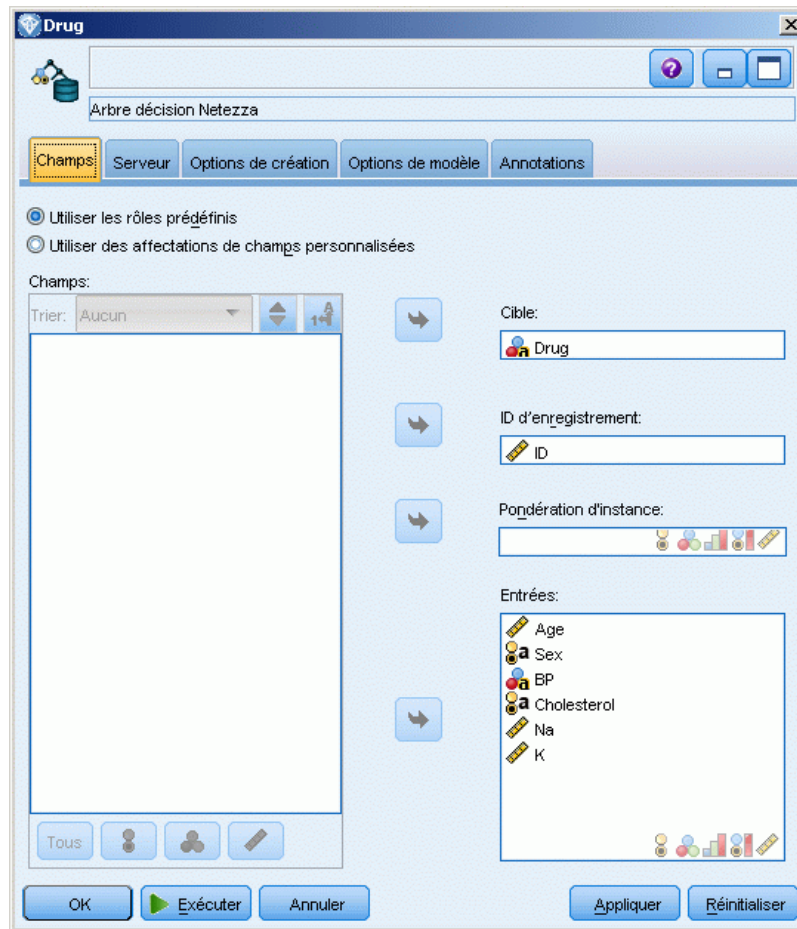 Drug
Arbre décision Netezza
Champs Serveur Options de création Options de modèle Annotations
Utiliser les rôles prédéfinis
Utiliser des affectations de champs personnalisées
Champs:
Trier: Aucun
Cible:
Drug
ID d'enregistrement:
ID
Pondération d'instance:
Entrées:
Age
Sex
BP
Cholesterol
Na
K
Tous
OK Exécuter Annuler Appliquer Réinitialiser